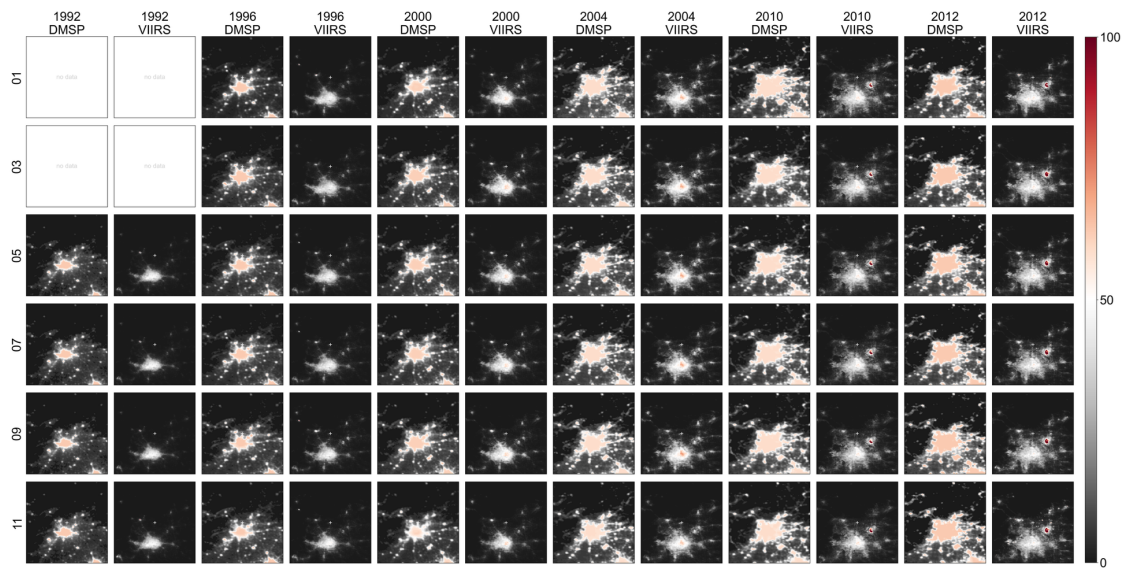 1992 1992 1996 1996 2000 2000 2004 2004 2010 2010 2012 2012
DMSP VIIRS DMSP VIIRS DMSP VIIRS DMSP VIIRS DMSP VIIRS DMSP VIIRS
100
01
no data no data
03
no data no data
05
50
07
09
11
0